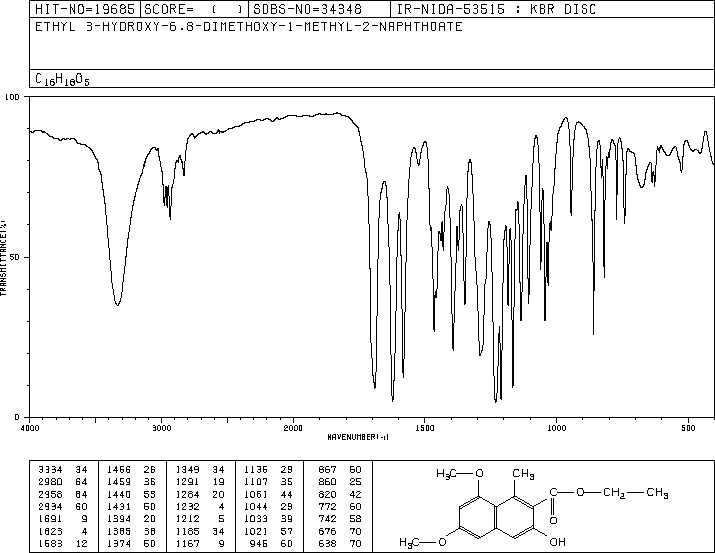 HIT-NO=19685 SCORE= ( ) SDBS-NO=34348 IR-NIDA-53515 : KBR DISC
ETHYL 3-HYDROXY-6,8-DIMETHOXY-1-METHYL-2-NAPHTHOATE
C16H18O5
100
50
0
TRANSMITTANCE(%)
4000 3000 2000 1500 1000 500
WAVENUMBER(-1)
3334 34 1466 26 1349 34 1136 29 867 60
2980 64 1459 36 1291 19 1107 35 860 25
2958 64 1440 55 1284 20 1061 44 820 42
2934 60 1431 50 1232 4 1044 29 772 60
1691 9 1394 20 1212 5 1033 39 742 58
1623 4 1385 38 1185 34 1021 57 676 70
1583 12 1374 50 1167 9 946 60 638 70
H3C O CH3
C O CH2 CH3
O
H3C O OH